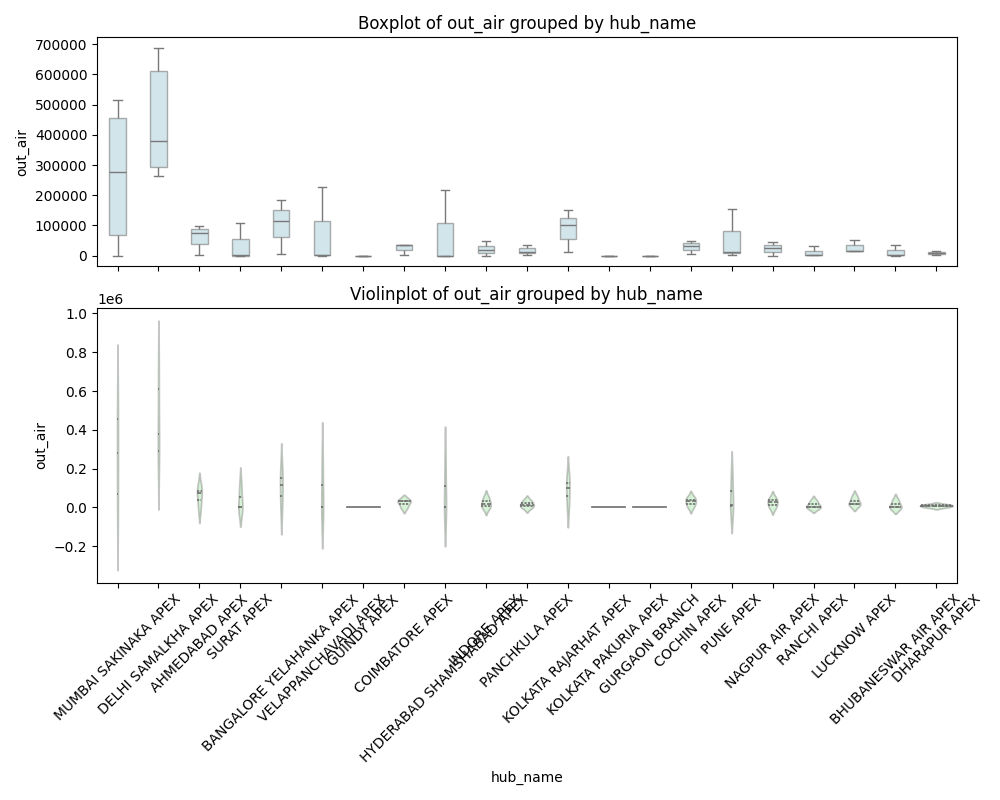 Boxplot of out_air grouped by hub_name
700000
600000
500000
400000
300000
200000
100000
0
out_air
Violinplot of out_air grouped by hub_name
1e6
1.0
0.8
0.6
0.4
0.2
0.0
−0.2
out_air
MUMBAI SAKINAKA APEX
DELHI SAMALKHA APEX
AHMEDABAD APEX
SURAT APEX
BANGALORE YELAHANKA APEX
VELAPPANCHAVADI APEX
GUINDY APEX
COIMBATORE APEX
HYDERABAD SHAMSHABAD APEX
INDORE APEX
PANCHKULA APEX
KOLKATA RAJARHAT APEX
KOLKATA PAKURIA APEX
GURGAON BRANCH
COCHIN APEX
PUNE APEX
NAGPUR AIR APEX
RANCHI APEX
LUCKNOW APEX
BHUBANESWAR AIR APEX
DHARAPUR APEX
hub_name